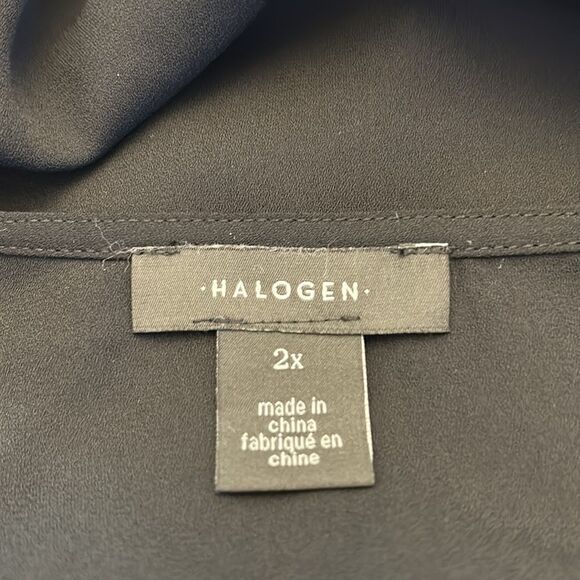 ·HALOGEN·
2x
made in
china
fabriqué en
chine